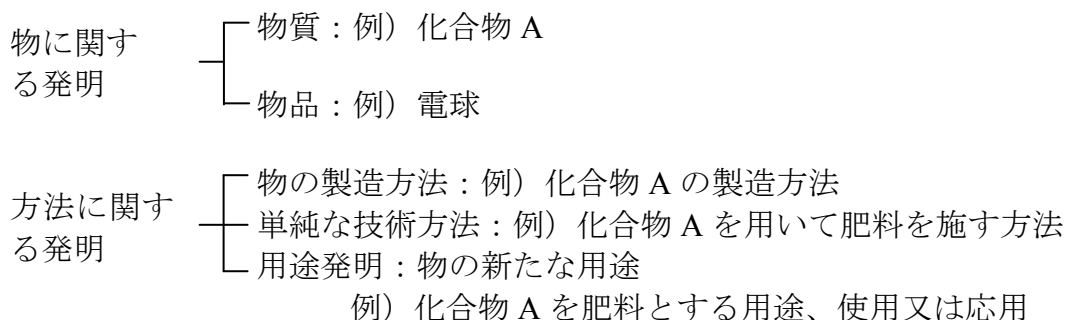 物に関す
る発明
物質：例）化合物 A
物品：例）電球
方法に関す
る発明
物の製造方法：例）化合物 A の製造方法
単純な技術方法：例）化合物 A を用いて肥料を施す方法
用途発明：物の新たな用途
例）化合物 A を肥料とする用途、使用又は応用